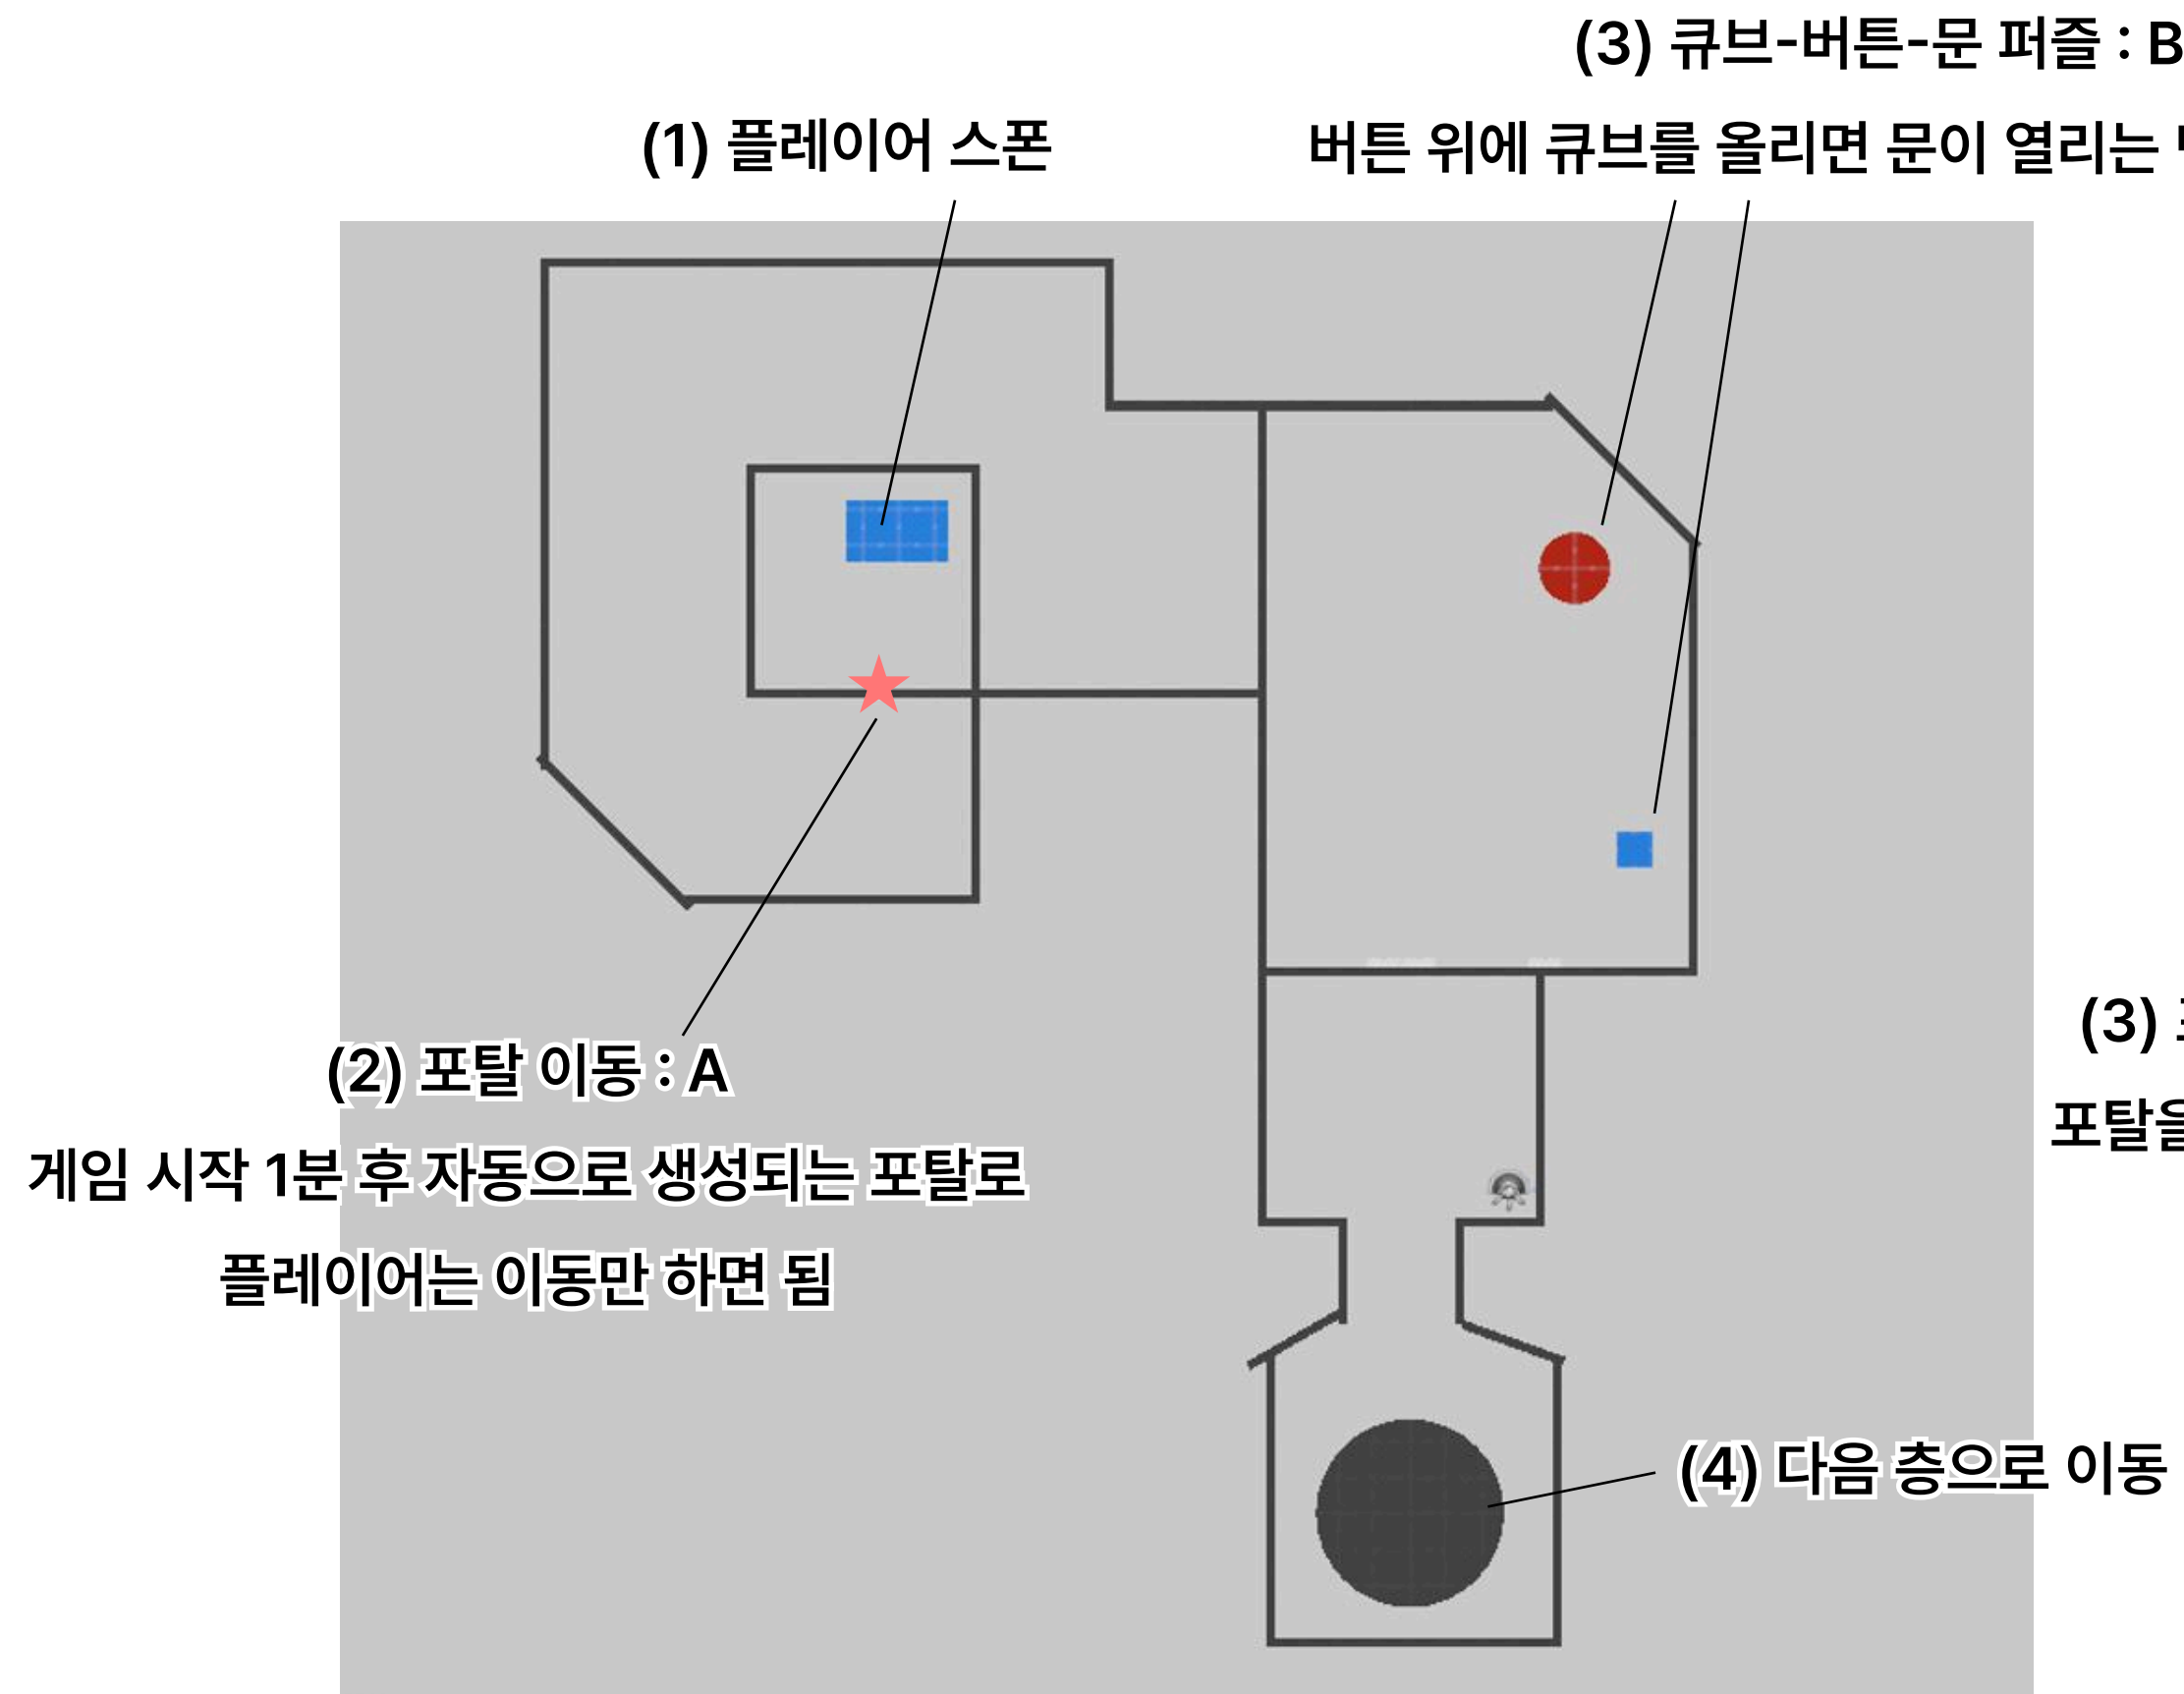 (3) 큐브-버튼-문 퍼즐 : B
(1) 플레이어 스폰
버튼 위에 큐브를 올리면 문이 열리는
(2) 포탈 이동 : A
게임 시작 1분 후 자동으로 생성되는 포탈로
플레이어는 이동만 하면 됨
(3)
포탈을
(4) 다음 층으로 이동